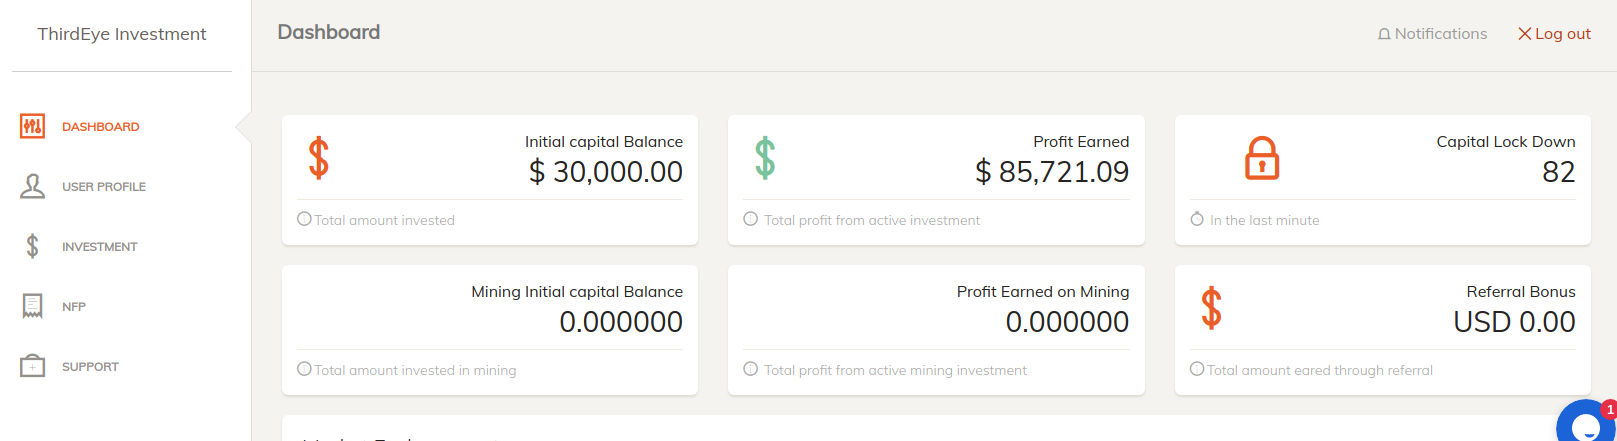 ThirdEye Investment
Dashboard
Notifications
Log out
DASHBOARD
USER PROFILE
INVESTMENT
NFP
SUPPORT
Initial capital Balance
$ 30,000.00
Total amount invested
Profit Earned
$ 85,721.09
Total profit from active investment
Capital Lock Down
82
In the last minute
Mining Initial capital Balance
0.000000
Total amount invested in mining
Profit Earned on Mining
0.000000
Total profit from active mining investment
Referral Bonus
USD 0.00
Total amount eared through referral
1